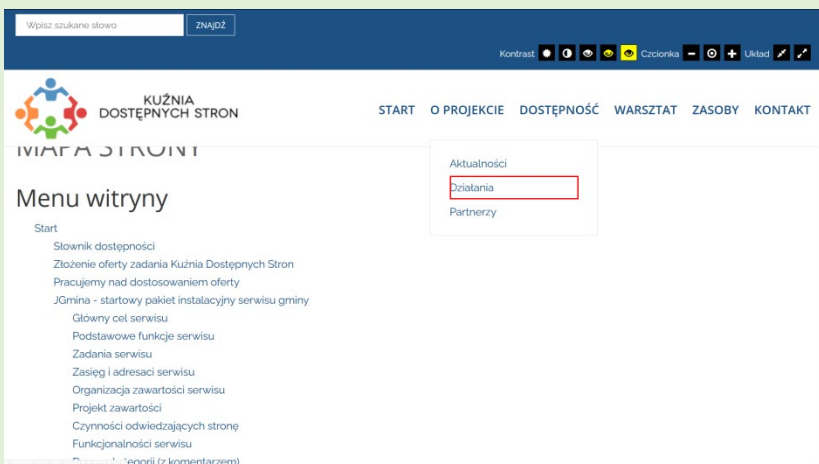 Wpisz szukane słowo ZNAJDŹ
Kontrast Czcionka Układ
KUŹNIA
DOSTĘPNYCH STRON
START O PROJEKCIE DOSTĘPNOŚĆ WARSZTAT ZASOBY KONTAKT
MAPA STRONY
Aktualności
Działania
Partnerzy
Menu witryny
Start
Słownik dostępności
Złożenie oferty zadania Kuźnia Dostępnych Stron
Pracujemy nad dostosowaniem oferty
JGmina - startowy pakiet instalacyjny serwisu gminy
Główny cel serwisu
Podstawowe funkcje serwisu
Zadania serwisu
Zasięg i adresaci serwisu
Organizacja zawartości serwisu
Projekt zawartości
Czynności odwiedzających stronę
Funkcjonalności serwisu
(z komentarzem)